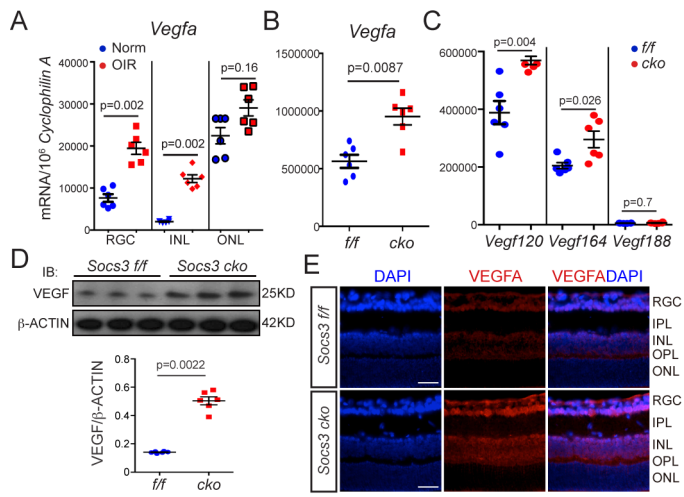 A
Vegfa
Norm
OIR
mRNA/10⁶ Cyclophilin A
40000
30000
20000
10000
0
p=0.002
p=0.002
p=0.16
RGC INL ONL
B
Vegfa
1500000
1000000
500000
0
p=0.0087
f/f cko
C
f/f
cko
600000
400000
200000
0
p=0.004
p=0.026
p=0.7
Vegf120 Vegf164 Vegf188
D
IB: Socs3 f/f Socs3 cko
VEGF 25KD
β-ACTIN 42KD
VEGF/β-ACTIN
0.8
0.6
0.4
0.2
0.0
p=0.0022
f/f cko
E
DAPI VEGFA VEGFADAPI
Socs3 f/f
RGC
IPL
INL
OPL
ONL
Socs3 cko
RGC
IPL
INL
OPL
ONL